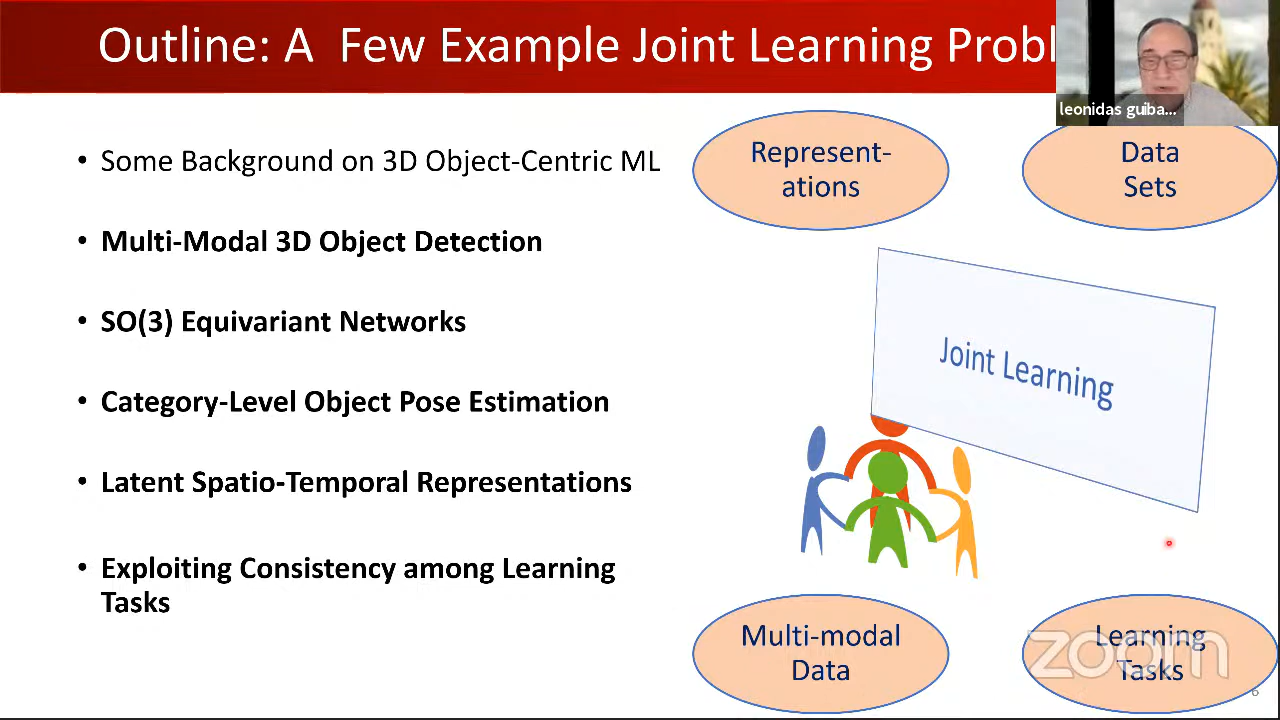 Outline: A Few Example Joint Learning Probl
leonidas guiba...
• Some Background on 3D Object-Centric ML
• Multi-Modal 3D Object Detection
• SO(3) Equivariant Networks
• Category-Level Object Pose Estimation
• Latent Spatio-Temporal Representations
• Exploiting Consistency among Learning
Tasks
Represent-
ations
Data
Sets
Joint Learning
Multi-modal
Data
Learning
Tasks
zoom
6